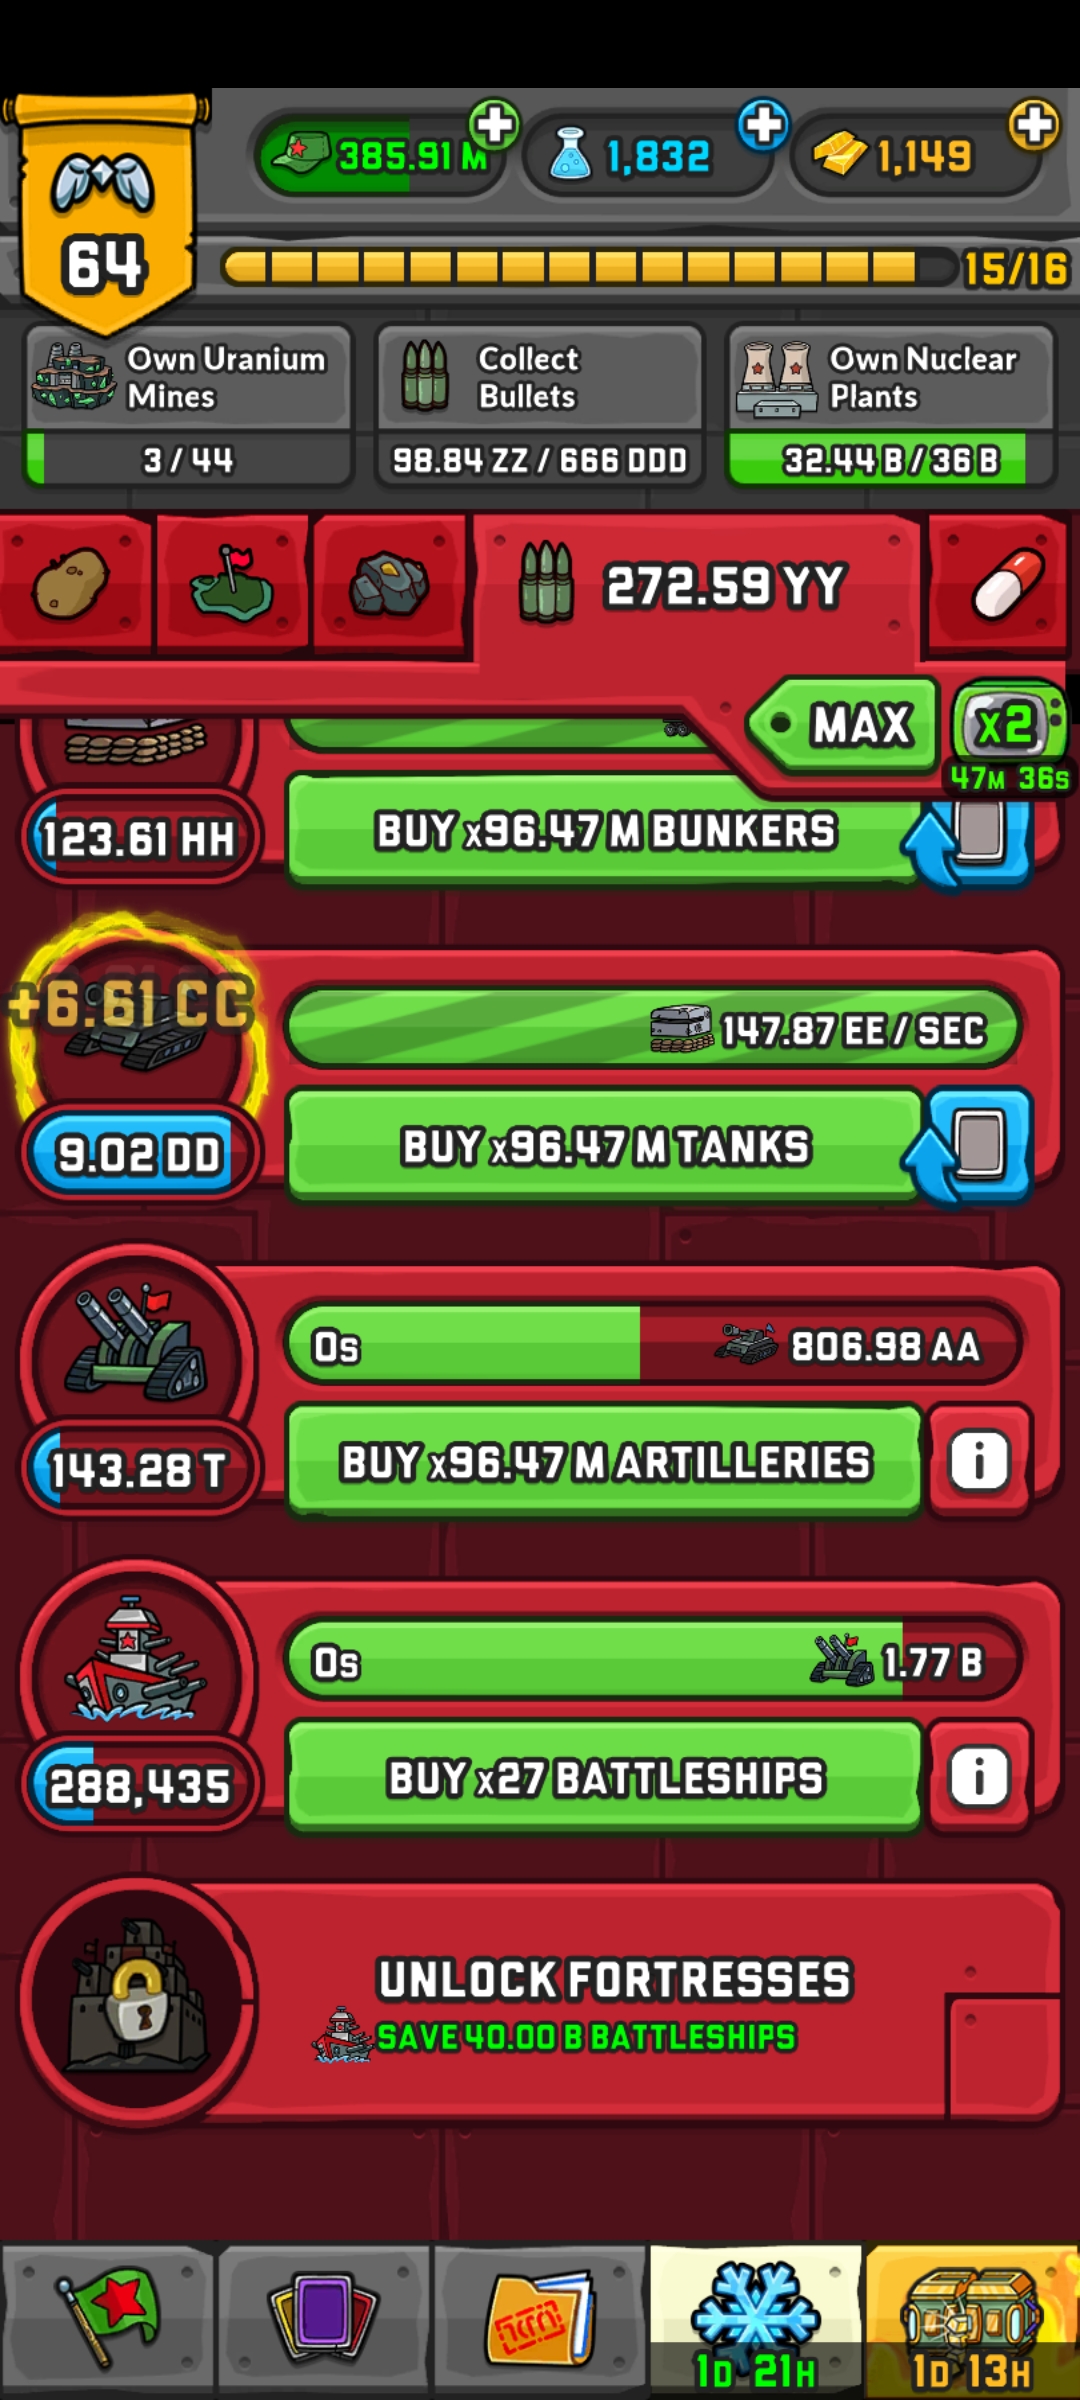 385.91 M
1,832
1,149
64
15/16
Own Uranium
Mines
3 / 44
Collect
Bullets
98.84 ZZ / 666 DDD
Own Nuclear
Plants
32.44 B / 36 B
272.59 YY
MAX
X2
47M 36S
123.61 HH
BUY x96.47 M BUNKERS
+6.61 CC
147.87 EE / SEC
9.02 DD
BUY x96.47 M TANKS
0s
806.98 AA
143.28 T
BUY x96.47 M ARTILLERIES
i
0s
1.77 B
288,435
BUY x27 BATTLESHIPS
i
UNLOCK FORTRESSES
SAVE 40.00 B BATTLESHIPS
1D 21H
1D 13H